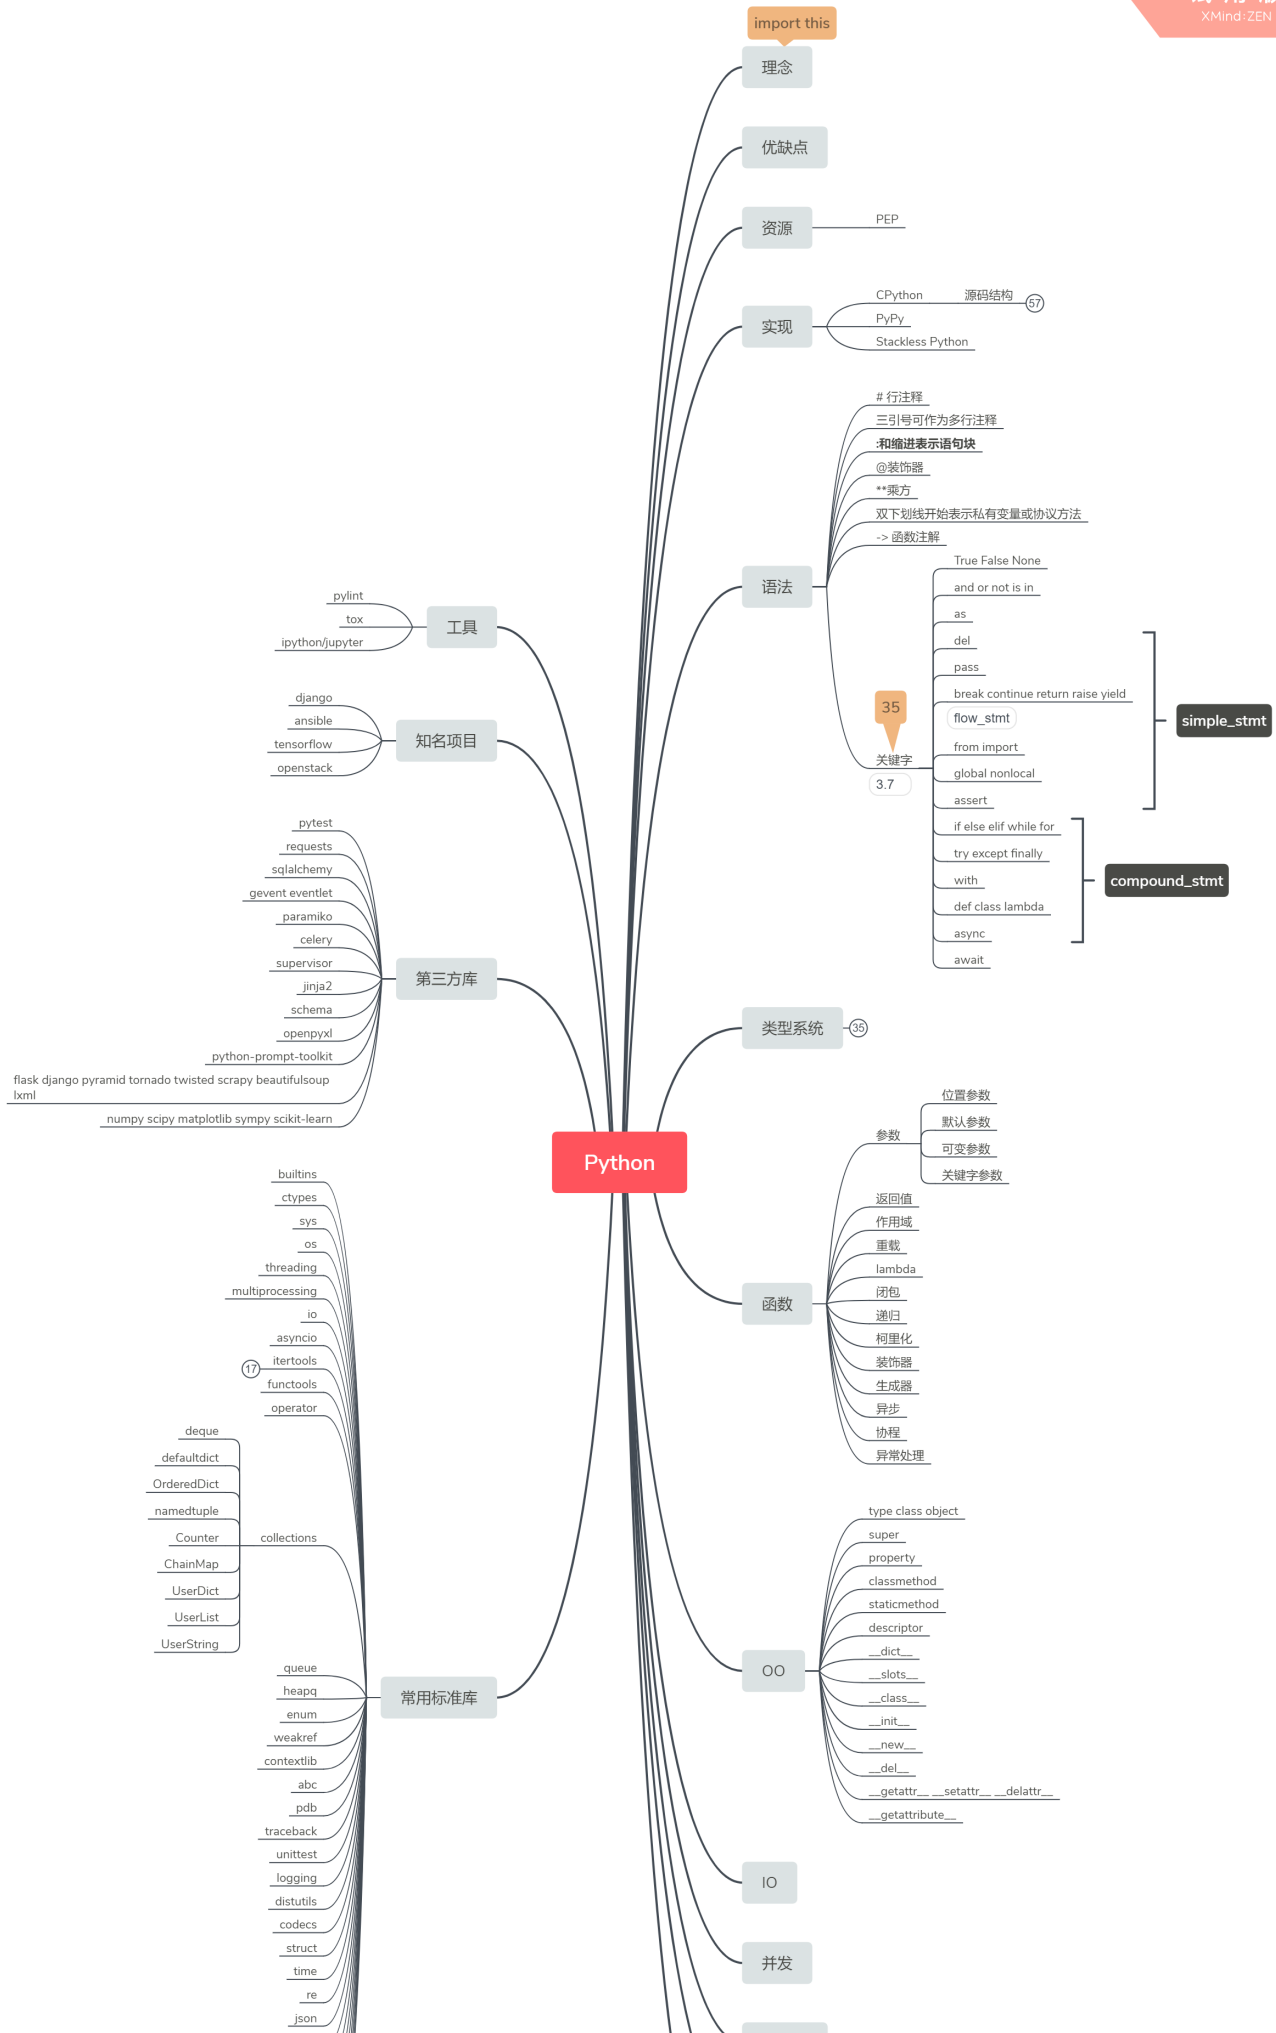 import this
XMind:ZEN
理念
优缺点
资源
PEP
实现
CPython
源码结构
57
PyPy
Stackless Python
语法
# 行注释
三引号可作为多行注释
:和缩进表示语句块
@装饰器
**乘方
双下划线开始表示私有变量或协议方法
-> 函数注解
35
关键字
3.7
True False None
and or not is in
as
del
pass
break continue return raise yield
flow_stmt
from import
global nonlocal
assert
simple_stmt
if else elif while for
try except finally
with
def class lambda
async
compound_stmt
await
类型系统
35
函数
参数
位置参数
默认参数
可变参数
关键字参数
返回值
作用域
重载
lambda
闭包
递归
柯里化
装饰器
生成器
异步
协程
异常处理
OO
type class object
super
property
classmethod
staticmethod
descriptor
__dict__
__slots__
__class__
__init__
__new__
__del__
__getattr__ __setattr__ __delattr__
__getattribute__
IO
并发
Python
工具
pylint
tox
ipython/jupyter
知名项目
django
ansible
tensorflow
openstack
第三方库
pytest
requests
sqlalchemy
gevent eventlet
paramiko
celery
supervisor
jinja2
schema
openpyxl
python-prompt-toolkit
flask django pyramid tornado twisted scrapy beautifulsoup
lxml
numpy scipy matplotlib sympy scikit-learn
常用标准库
builtins
ctypes
sys
os
threading
multiprocessing
io
asyncio
itertools
17
functools
operator
collections
deque
defaultdict
OrderedDict
namedtuple
Counter
ChainMap
UserDict
UserList
UserString
queue
heapq
enum
weakref
contextlib
abc
pdb
traceback
unittest
logging
distutils
codecs
struct
time
re
json